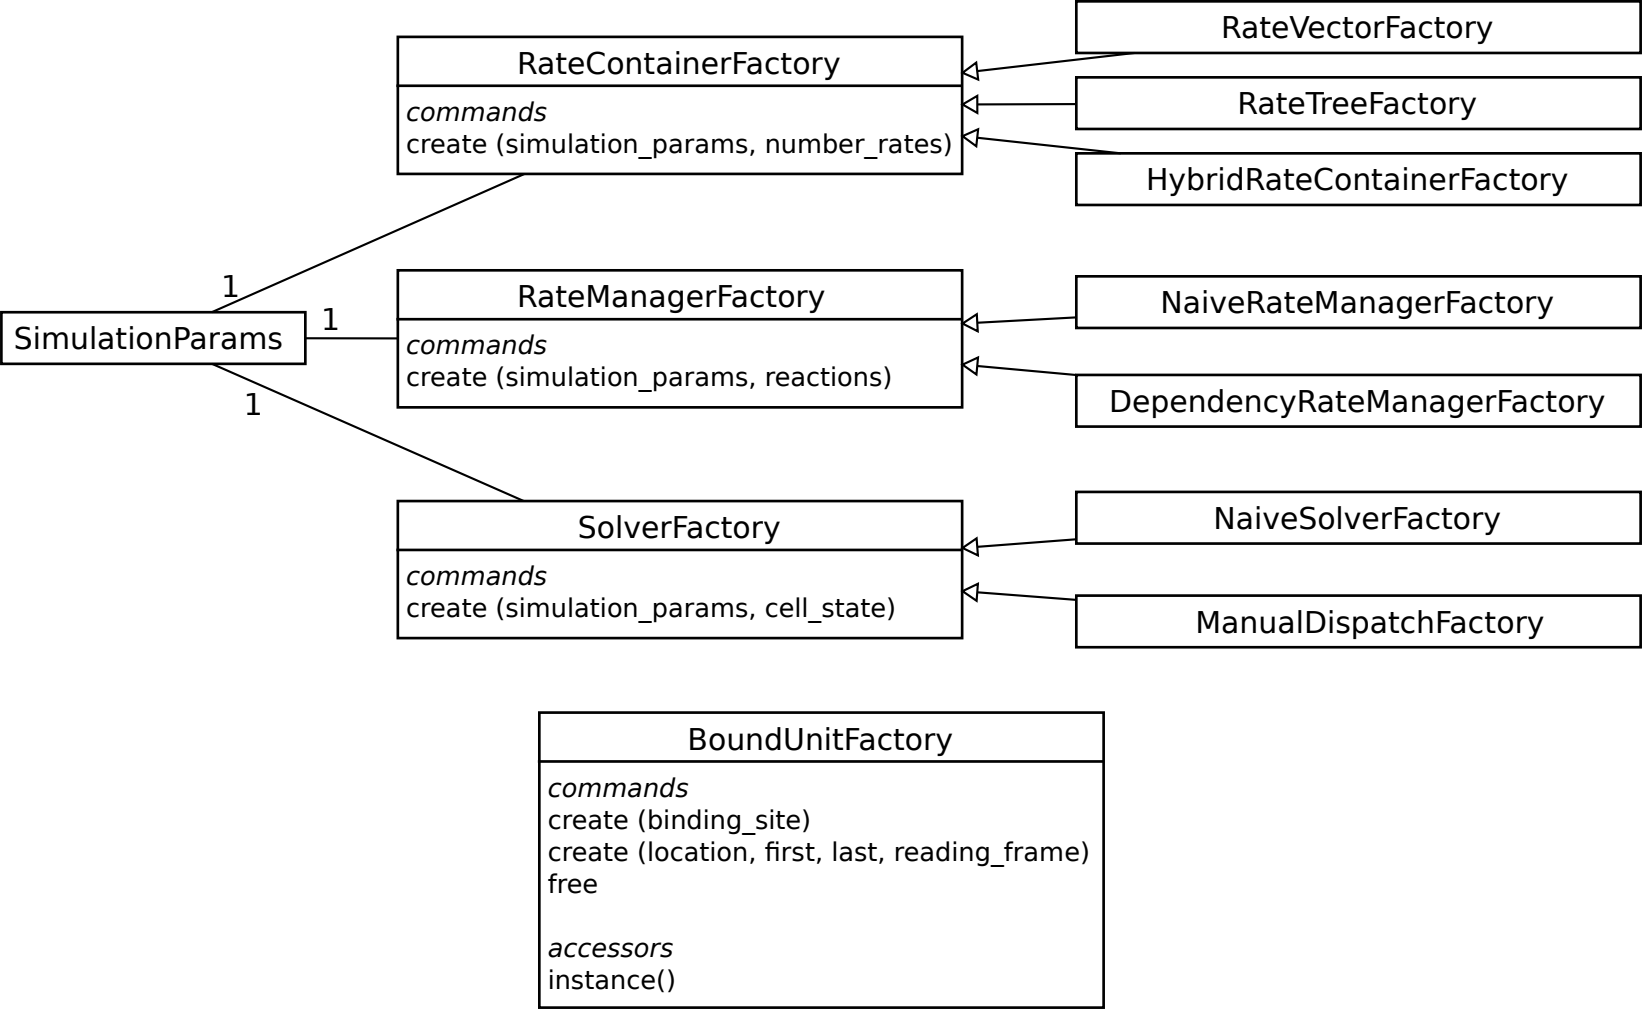 RateContainerFactory
commands
create (simulation_params, number_rates)
RateVectorFactory
RateTreeFactory
HybridRateContainerFactory
1
SimulationParams
1
1
RateManagerFactory
commands
create (simulation_params, reactions)
NaiveRateManagerFactory
DependencyRateManagerFactory
SolverFactory
commands
create (simulation_params, cell_state)
NaiveSolverFactory
ManualDispatchFactory
BoundUnitFactory
commands
create (binding_site)
create (location, first, last, reading_frame)
free
accessors
instance()